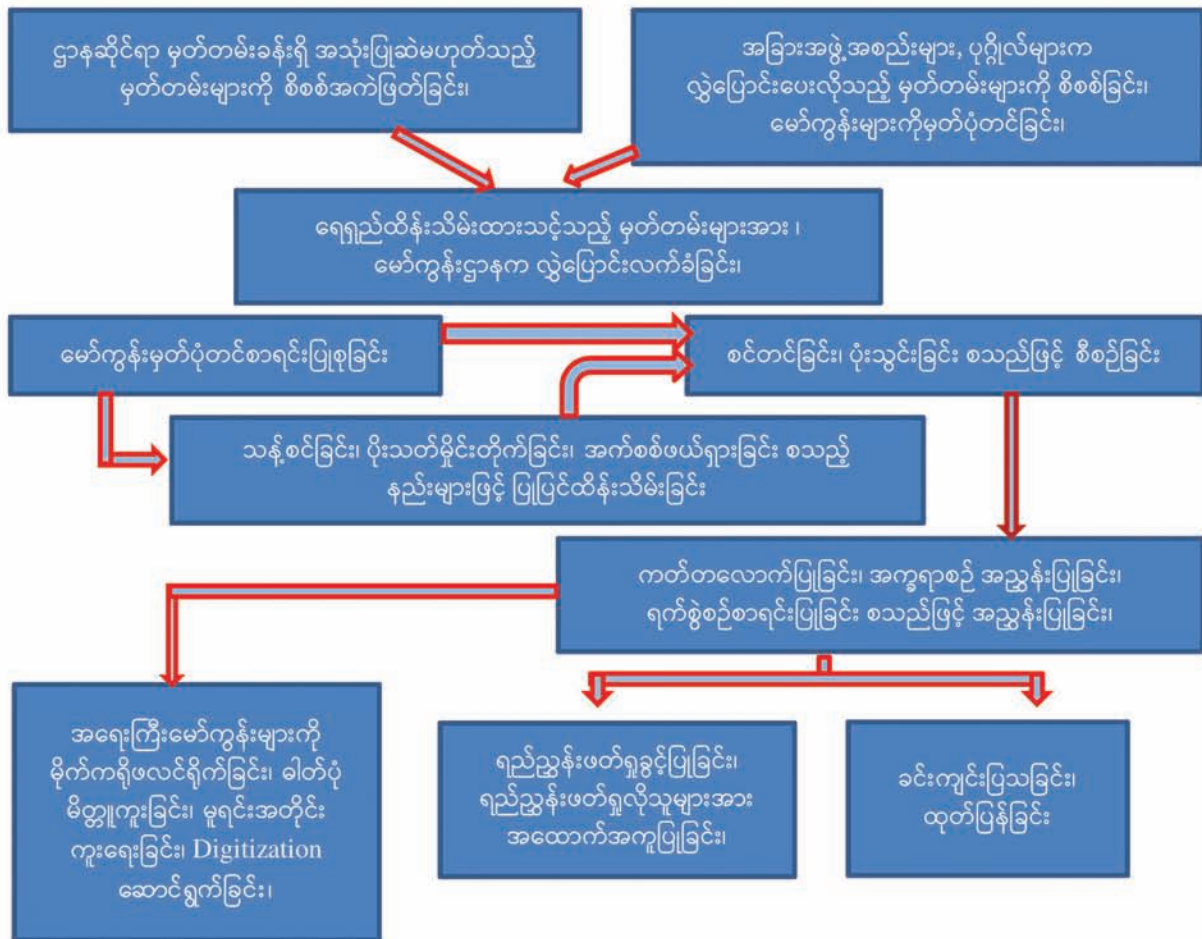 ဌာနဆိုင်ရာ မှတ်တမ်းခန်းရှိ အသုံးပြုဆဲမဟုတ်သည့်
မှတ်တမ်းများကို စိစစ်အကဲဖြတ်ခြင်း၊
အခြားအဖွဲ့အစည်းများ, ပုဂ္ဂိုလ်များက
လွှဲပြောင်းပေးလိုသည့် မှတ်တမ်းများကို စိစစ်ခြင်း၊
မော်ကွန်းများကိုမှတ်ပုံတင်ခြင်း၊
ရေရှည်ထိန်းသိမ်းထားသင့်သည့် မှတ်တမ်းများအား ၊
မော်ကွန်းဌာနက လွှဲပြောင်းလက်ခံခြင်း၊
မော်ကွန်းမှတ်ပုံတင်စာရင်းပြုစုခြင်း
စင်တင်ခြင်း၊ ပုံးသွင်းခြင်း စသည်ဖြင့် စီစဉ်ခြင်း
သန့်စင်ခြင်း၊ ပိုးသတ်မှိုင်းတိုက်ခြင်း၊ အက်စစ်ဖယ်ရှားခြင်း စသည့်
နည်းများဖြင့် ပြုပြင်ထိန်းသိမ်းခြင်း
ကတ်တလောက်ပြုခြင်း၊ အက္ခရာစဉ် အညွှန်းပြုခြင်း၊
ရက်စွဲစဉ်စာရင်းပြုခြင်း စသည်ဖြင့် အညွှန်းပြုခြင်း၊
အရေးကြီးမော်ကွန်းများကို
မိုက်ကရိုဖလင်ရိုက်ခြင်း၊ ဓါတ်ပုံ
မိတ္တူကူးခြင်း၊ မူရင်းအတိုင်း
ကူးရေးခြင်း၊ Digitization
ဆောင်ရွက်ခြင်း၊
ရည်ညွှန်းဖတ်ရှုခွင့်ပြုခြင်း၊
ရည်ညွှန်းဖတ်ရှုလိုသူများအား
အထောက်အကူပြုခြင်း၊
ခင်းကျင်းပြသခြင်း၊
ထုတ်ပြန်ခြင်း